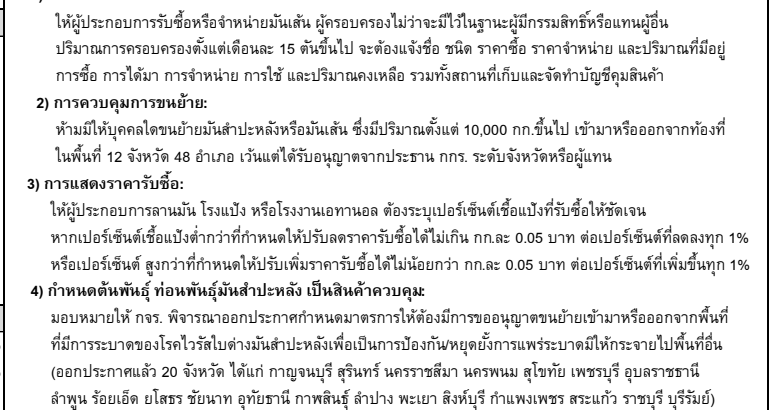 ให้ผู้ประกอบการรับซื้อหรือจำหน่ายมันเส้น ผู้ครอบครองไม่ว่าจะมีไว้ในฐานะผู้มีกรรมสิทธิ์หรือแทนผู้อื่น
ปริมาณการครอบครองตั้งแต่เดือนละ 15 ตันขึ้นไป จะต้องแจ้งชื่อ ชนิด ราคาซื้อ ราคาจำหน่าย และปริมาณที่มีอยู่
การซื้อ การได้มา การจำหน่าย การใช้ และปริมาณคงเหลือ รวมทั้งสถานที่เก็บและจัดทำบัญชีคุมสินค้า
2) การควบคุมการขนย้าย:
ห้ามมิให้บุคคลใดขนย้ายมันสำปะหลังหรือมันเส้น ซึ่งมีปริมาณตั้งแต่ 10,000 กก.ขึ้นไป เข้ามาหรือออกจากท้องที่
ในพื้นที่ 12 จังหวัด 48 อำเภอ เว้นแต่ได้รับอนุญาตจากประธาน กกร. ระดับจังหวัดหรือผู้แทน
3) การแสดงราคารับซื้อ:
ให้ผู้ประกอบการลานมัน โรงแป้ง หรือโรงงานเอทานอล ต้องระบุเปอร์เซ็นต์เชื้อแป้งที่รับซื้อให้ชัดเจน
หากเปอร์เซ็นต์เชื้อแป้งต่ำกว่าที่กำหนดให้ปรับลดราคารับซื้อได้ไม่เกิน กก.ละ 0.05 บาท ต่อเปอร์เซ็นต์ที่ลดลงทุก 1%
หรือเปอร์เซ็นต์ สูงกว่าที่กำหนดให้ปรับเพิ่มราคารับซื้อได้ไม่น้อยกว่า กก.ละ 0.05 บาท ต่อเปอร์เซ็นต์ที่เพิ่มขึ้นทุก 1%
4) กำหนดต้นพันธุ์ ท่อนพันธุ์มันสำปะหลัง เป็นสินค้าควบคุม:
มอบหมายให้ กจร. พิจารณาออกประกาศกำหนดมาตรการให้ต้องมีการขออนุญาตขนย้ายเข้ามาหรือออกจากพื้นที่
ที่มีการระบาดของโรคไวรัสใบด่างมันสำปะหลังเพื่อเป็นการป้องกัน/หยุดยั้งการแพร่ระบาดมิให้กระจายไปพื้นที่อื่น
(ออกประกาศแล้ว 20 จังหวัด ได้แก่ กาญจนบุรี สุรินทร์ นครราชสีมา นครพนม สุโขทัย เพชรบุรี อุบลราชธานี
ลำพูน ร้อยเอ็ด ยโสธร ชัยนาท อุทัยธานี กาฬสินธุ์ ลำปาง พะเยา สิงห์บุรี กำแพงเพชร สระแก้ว ราชบุรี บุรีรัมย์)